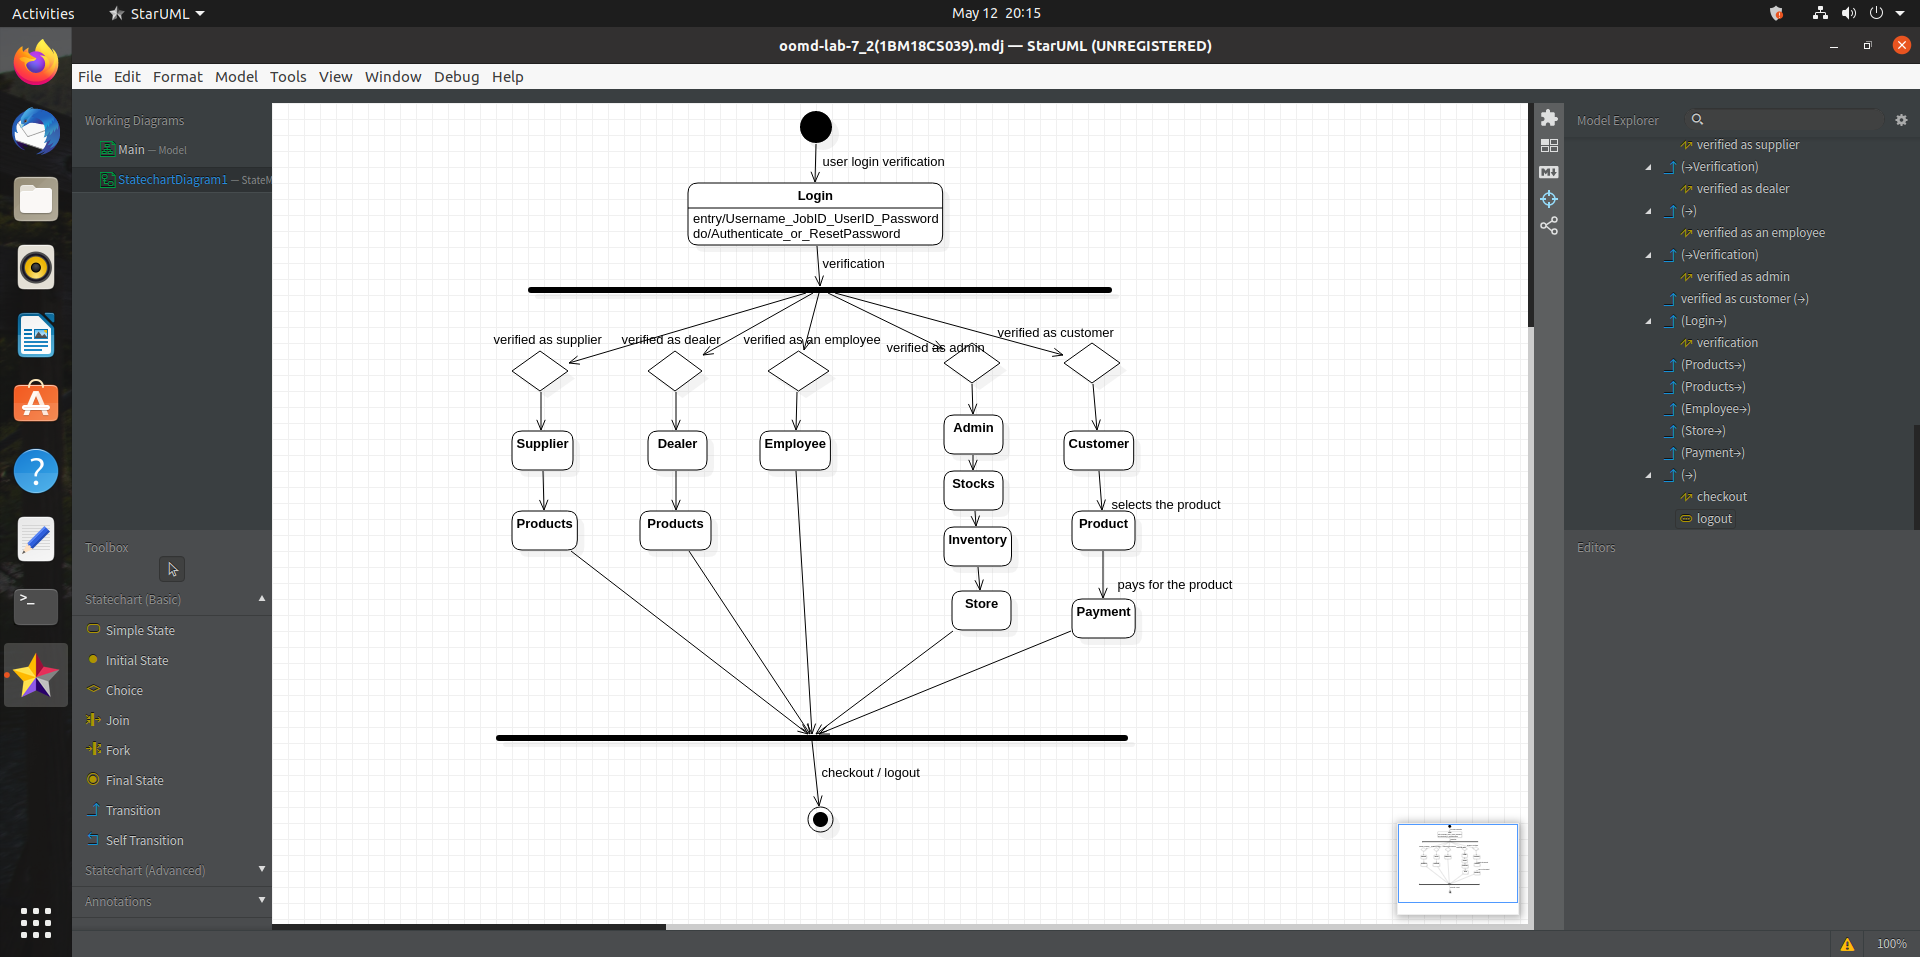 Activities
StarUML
May 12 20:15
oomd-lab-7_2(1BM18CS039).mdj — StarUML (UNREGISTERED)
File Edit Format Model Tools View Window Debug Help
Working Diagrams
Main — Model
StatechartDiagram1 — StateM
Toolbox
Statechart (Basic)
Simple State
Initial State
Choice
Join
Fork
Final State
Transition
Self Transition
Statechart (Advanced)
Annotations
user login verification
Login
entry/Username_JobID_UserID_Password
do/Authenticate_or_ResetPassword
verification
verified as supplier
verified as dealer
verified as an employee
verified as admin
verified as customer
Supplier
Dealer
Employee
Admin
Customer
Stocks
selects the product
Products
Products
Inventory
Product
pays for the product
Store
Payment
checkout / logout
M↓
Model Explorer
verified as supplier
(→Verification)
verified as dealer
(→)
verified as an employee
(→Verification)
verified as admin
verified as customer (→)
(Login→)
verification
(Products→)
(Products→)
(Employee→)
(Store→)
(Payment→)
(→)
checkout
logout
Editors
100%